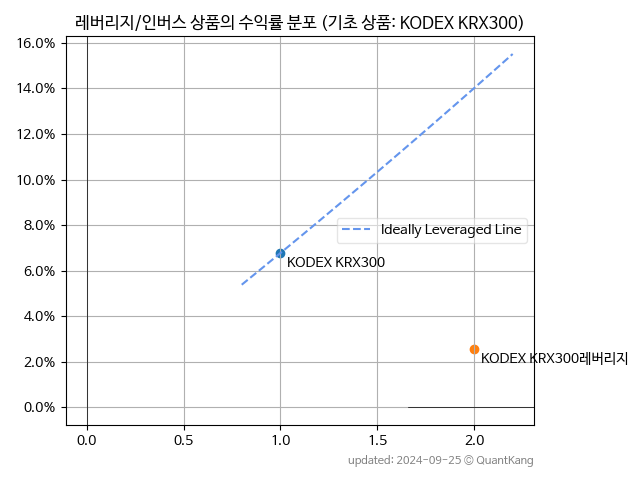 레버리지/인버스 상품의 수익률 분포 (기초 상품: KODEX KRX300)
16.0%
14.0%
12.0%
10.0%
8.0%
6.0%
4.0%
2.0%
0.0%
Ideally Leveraged Line
KODEX KRX300
KODEX KRX300레버리지
0.0 0.5 1.0 1.5 2.0
updated: 2024-09-25 © QuantKang